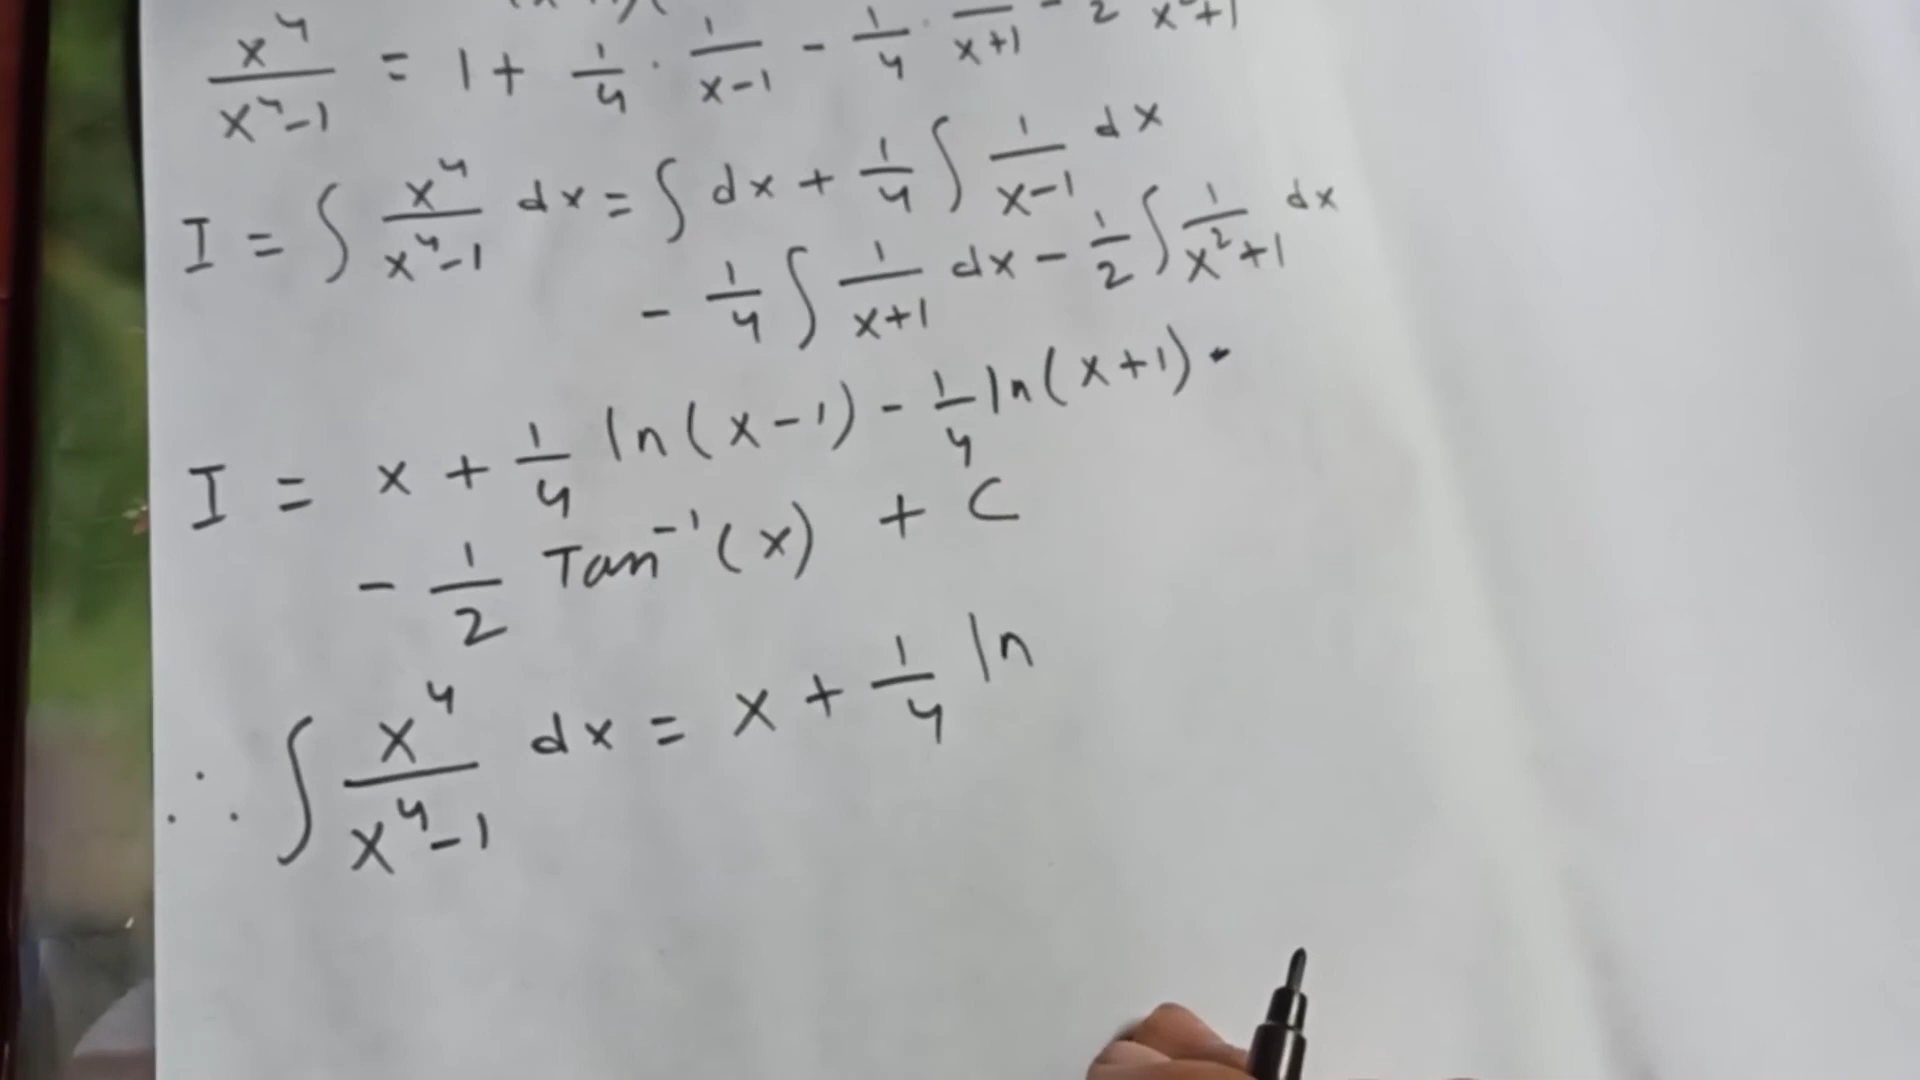 x⁴/(x⁴-1) = 1 + 1/4 · 1/(x-1) - 1/4 · 1/(x+1) - 1/2 1/(x²+1)
I = ∫ x⁴/(x⁴-1) dx = ∫ dx + 1/4 ∫ 1/(x-1) dx
- 1/4 ∫ 1/(x+1) dx - 1/2 ∫ 1/(x²+1) dx
I = x + 1/4 ln(x-1) - 1/4 ln(x+1) -
- 1/2 Tan⁻¹(x) + C
∴ ∫ x⁴/(x⁴-1) dx = x + 1/4 ln